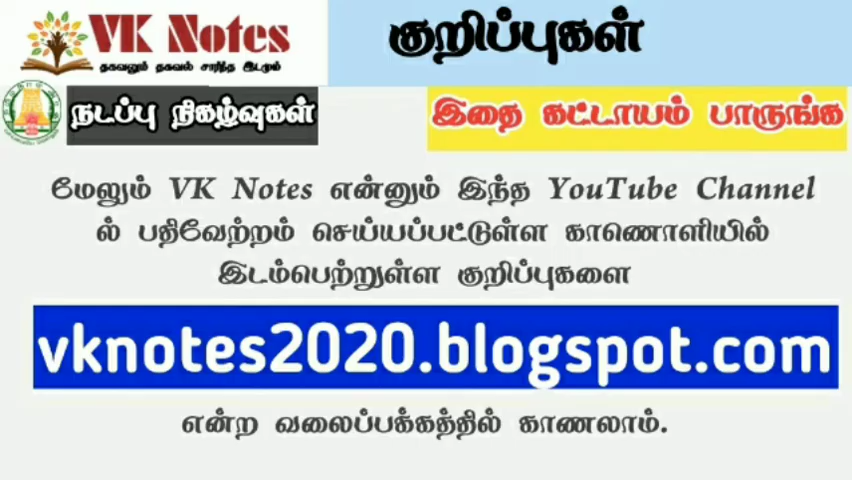 VK Notes
தகவலும் தகவல் சார்ந்த இடமும்
குறிப்புகள்
நடப்பு நிகழ்வுகள்
இதை கட்டாயம் பாருங்க
மேலும் VK Notes என்னும் இந்த YouTube Channel
ல் பதிவேற்றம் செய்யப்பட்டுள்ள காணொளியில்
இடம்பெற்றுள்ள குறிப்புகளை
vknotes2020.blogspot.com
என்ற வலைப்பக்கத்தில் காணலாம்.